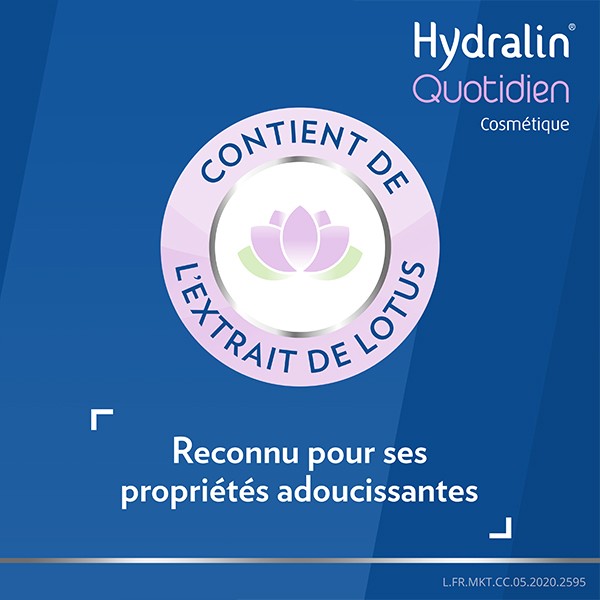 Hydralin®
Quotidien
Cosmétique
CONTIENT DE
L'EXTRAIT DE LOTUS
Reconnu pour ses
propriétés adoucissantes
L.FR.MKT.CC.05.2020.2595